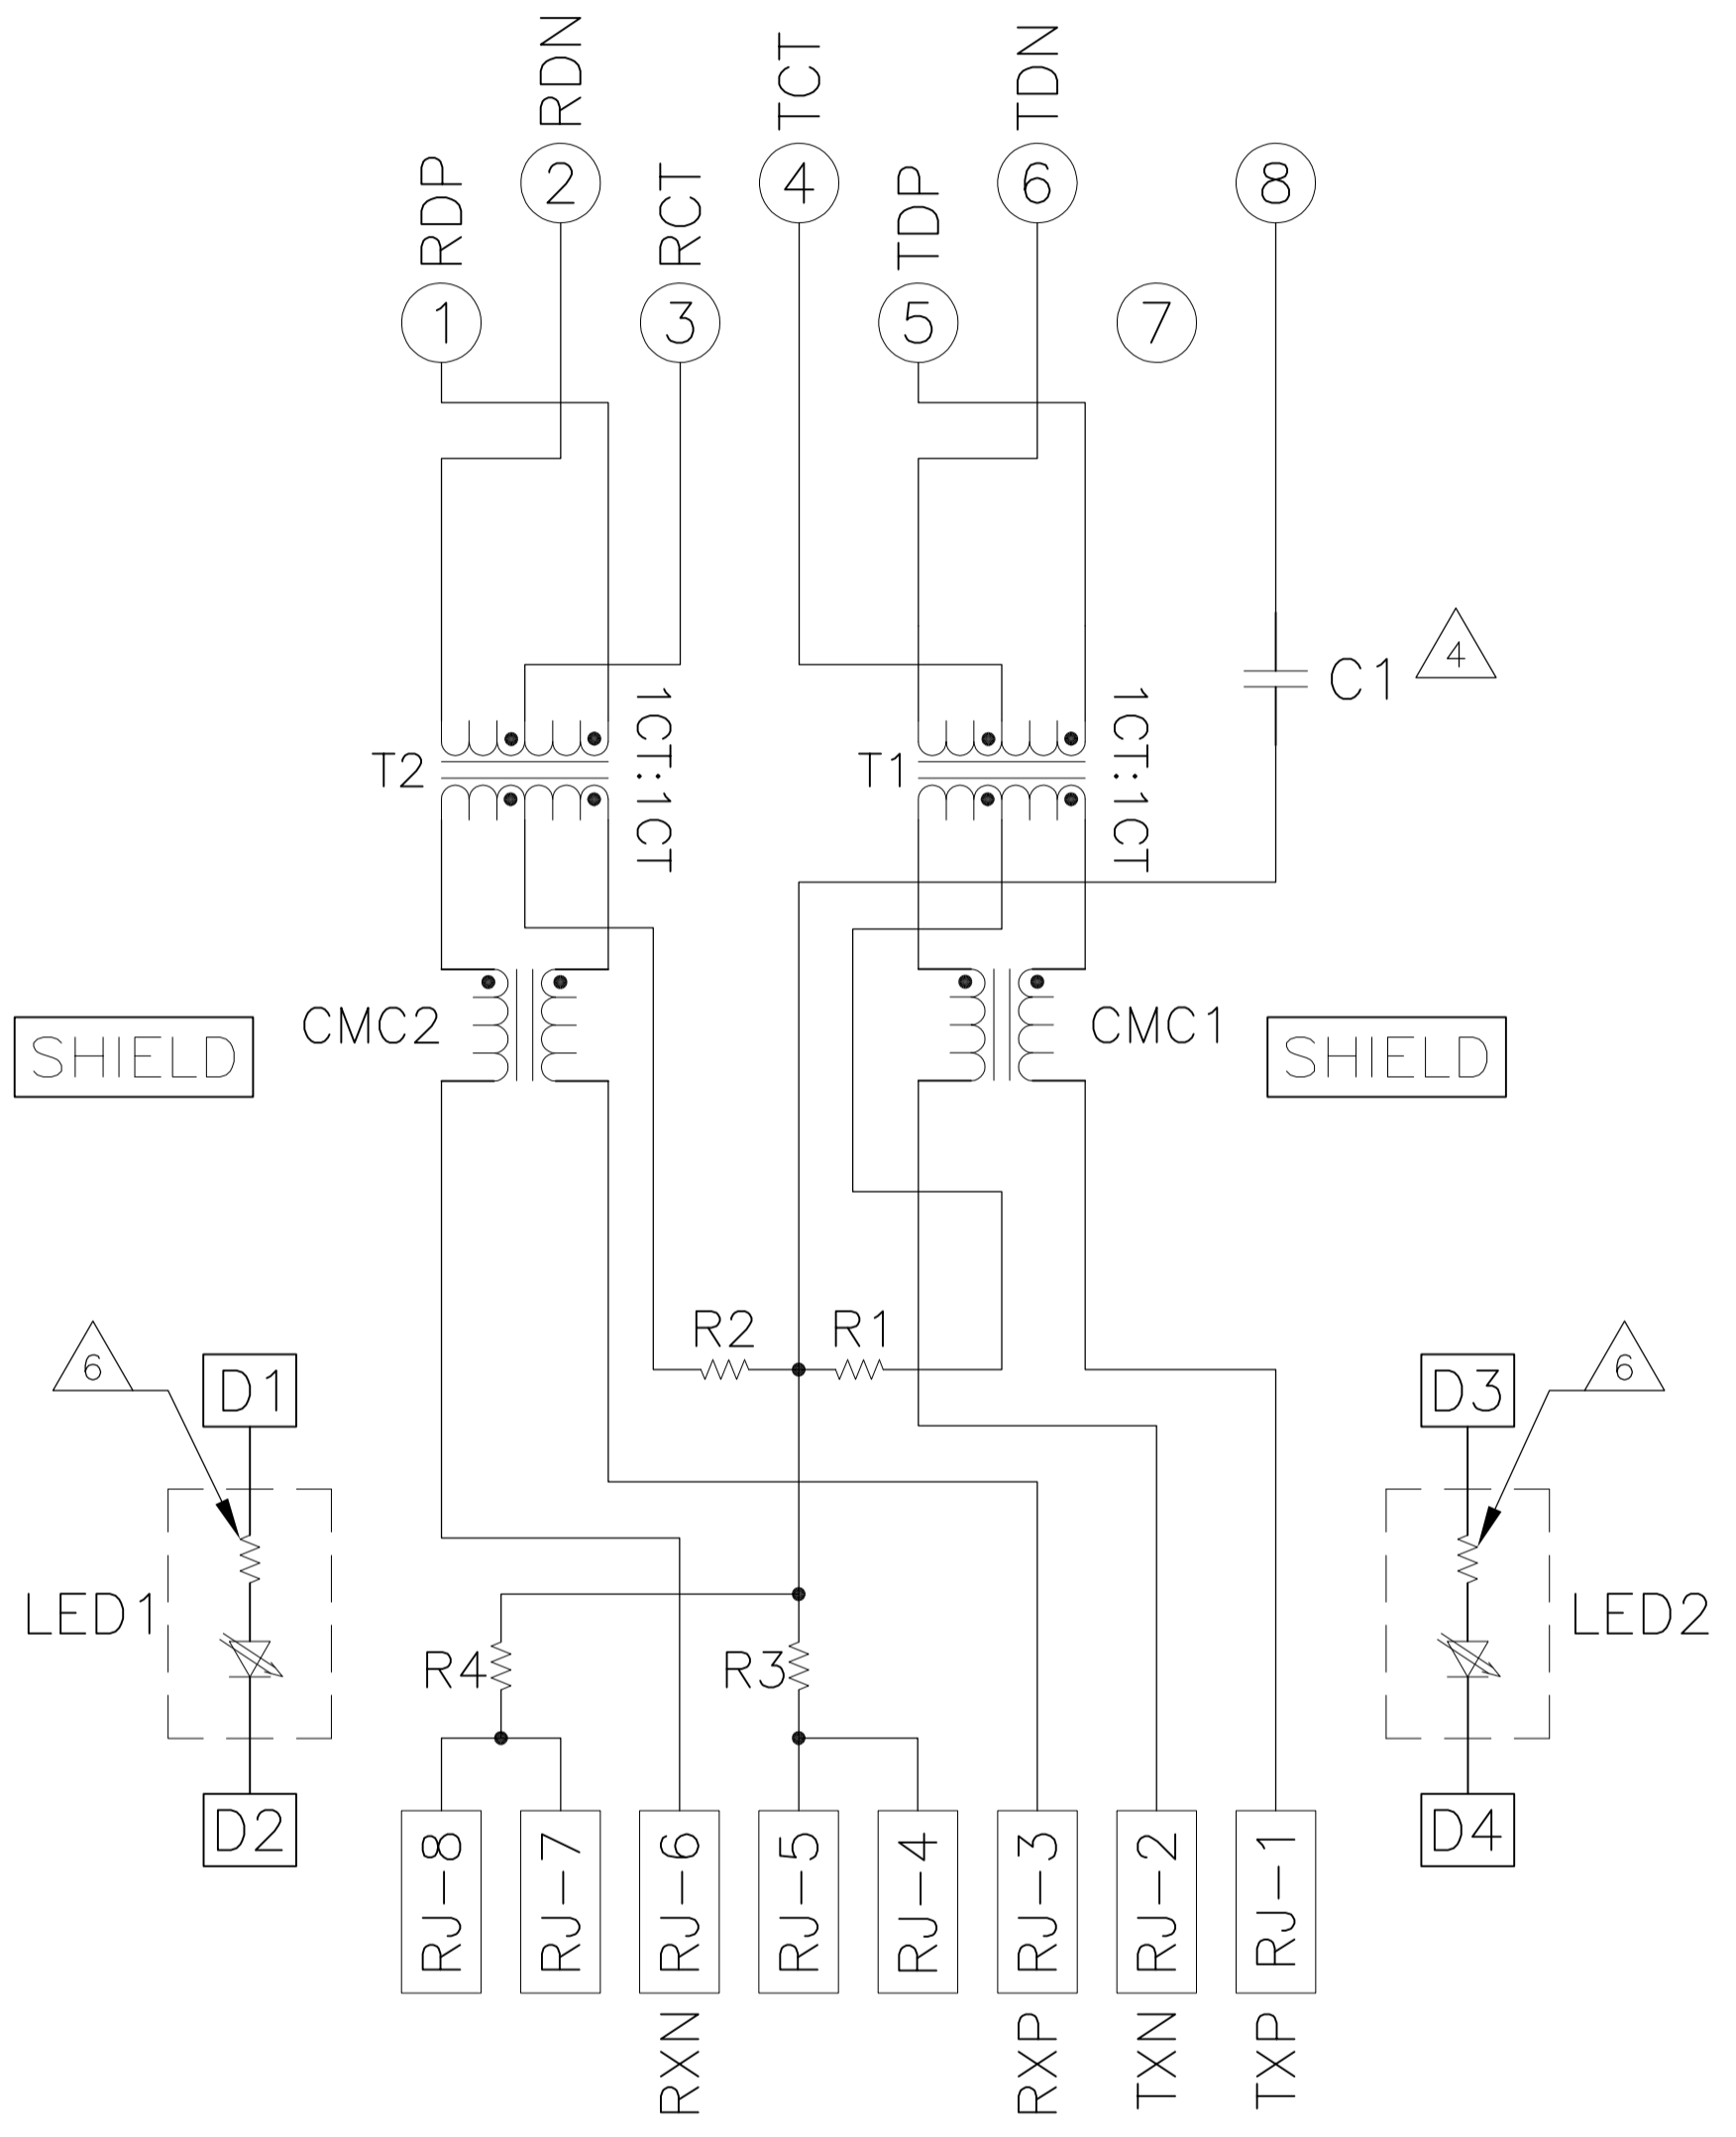 RDN
TCT
TDN
RDP
RCT
TDP
2
4
6
8
1
3
5
7
C1
4
T2
1CT:1CT
T1
1CT:1CT
SHIELD
CMC2
CMC1
SHIELD
R2
R1
6
D1
D3
6
LED1
LED2
R4
R3
D2
D4
RJ-8
RJ-7
RJ-6
RJ-5
RJ-4
RJ-3
RJ-2
RJ-1
RXN
RXP
TXN
TXP